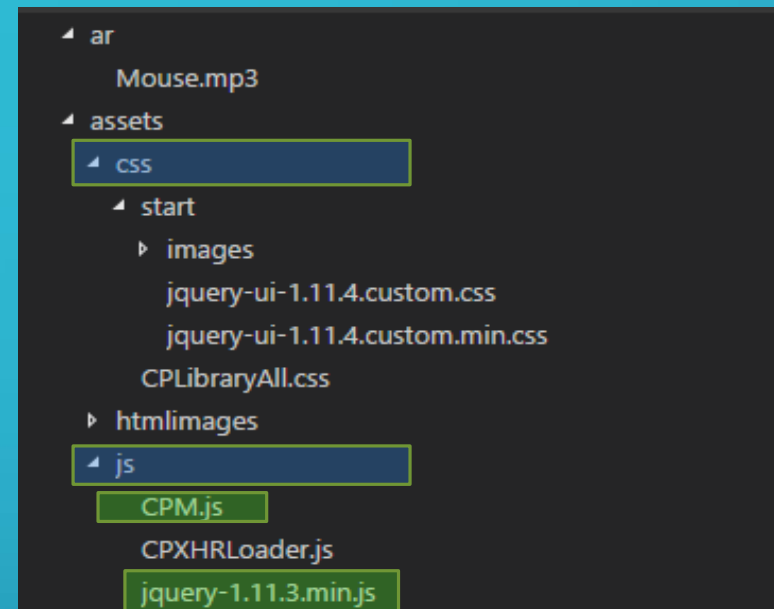 ar
Mouse.mp3
assets
css
start
images
jquery-ui-1.11.4.custom.css
jquery-ui-1.11.4.custom.min.css
CPLibraryAll.css
htmlimages
js
CPM.js
CPXHRLoader.js
jquery-1.11.3.min.js